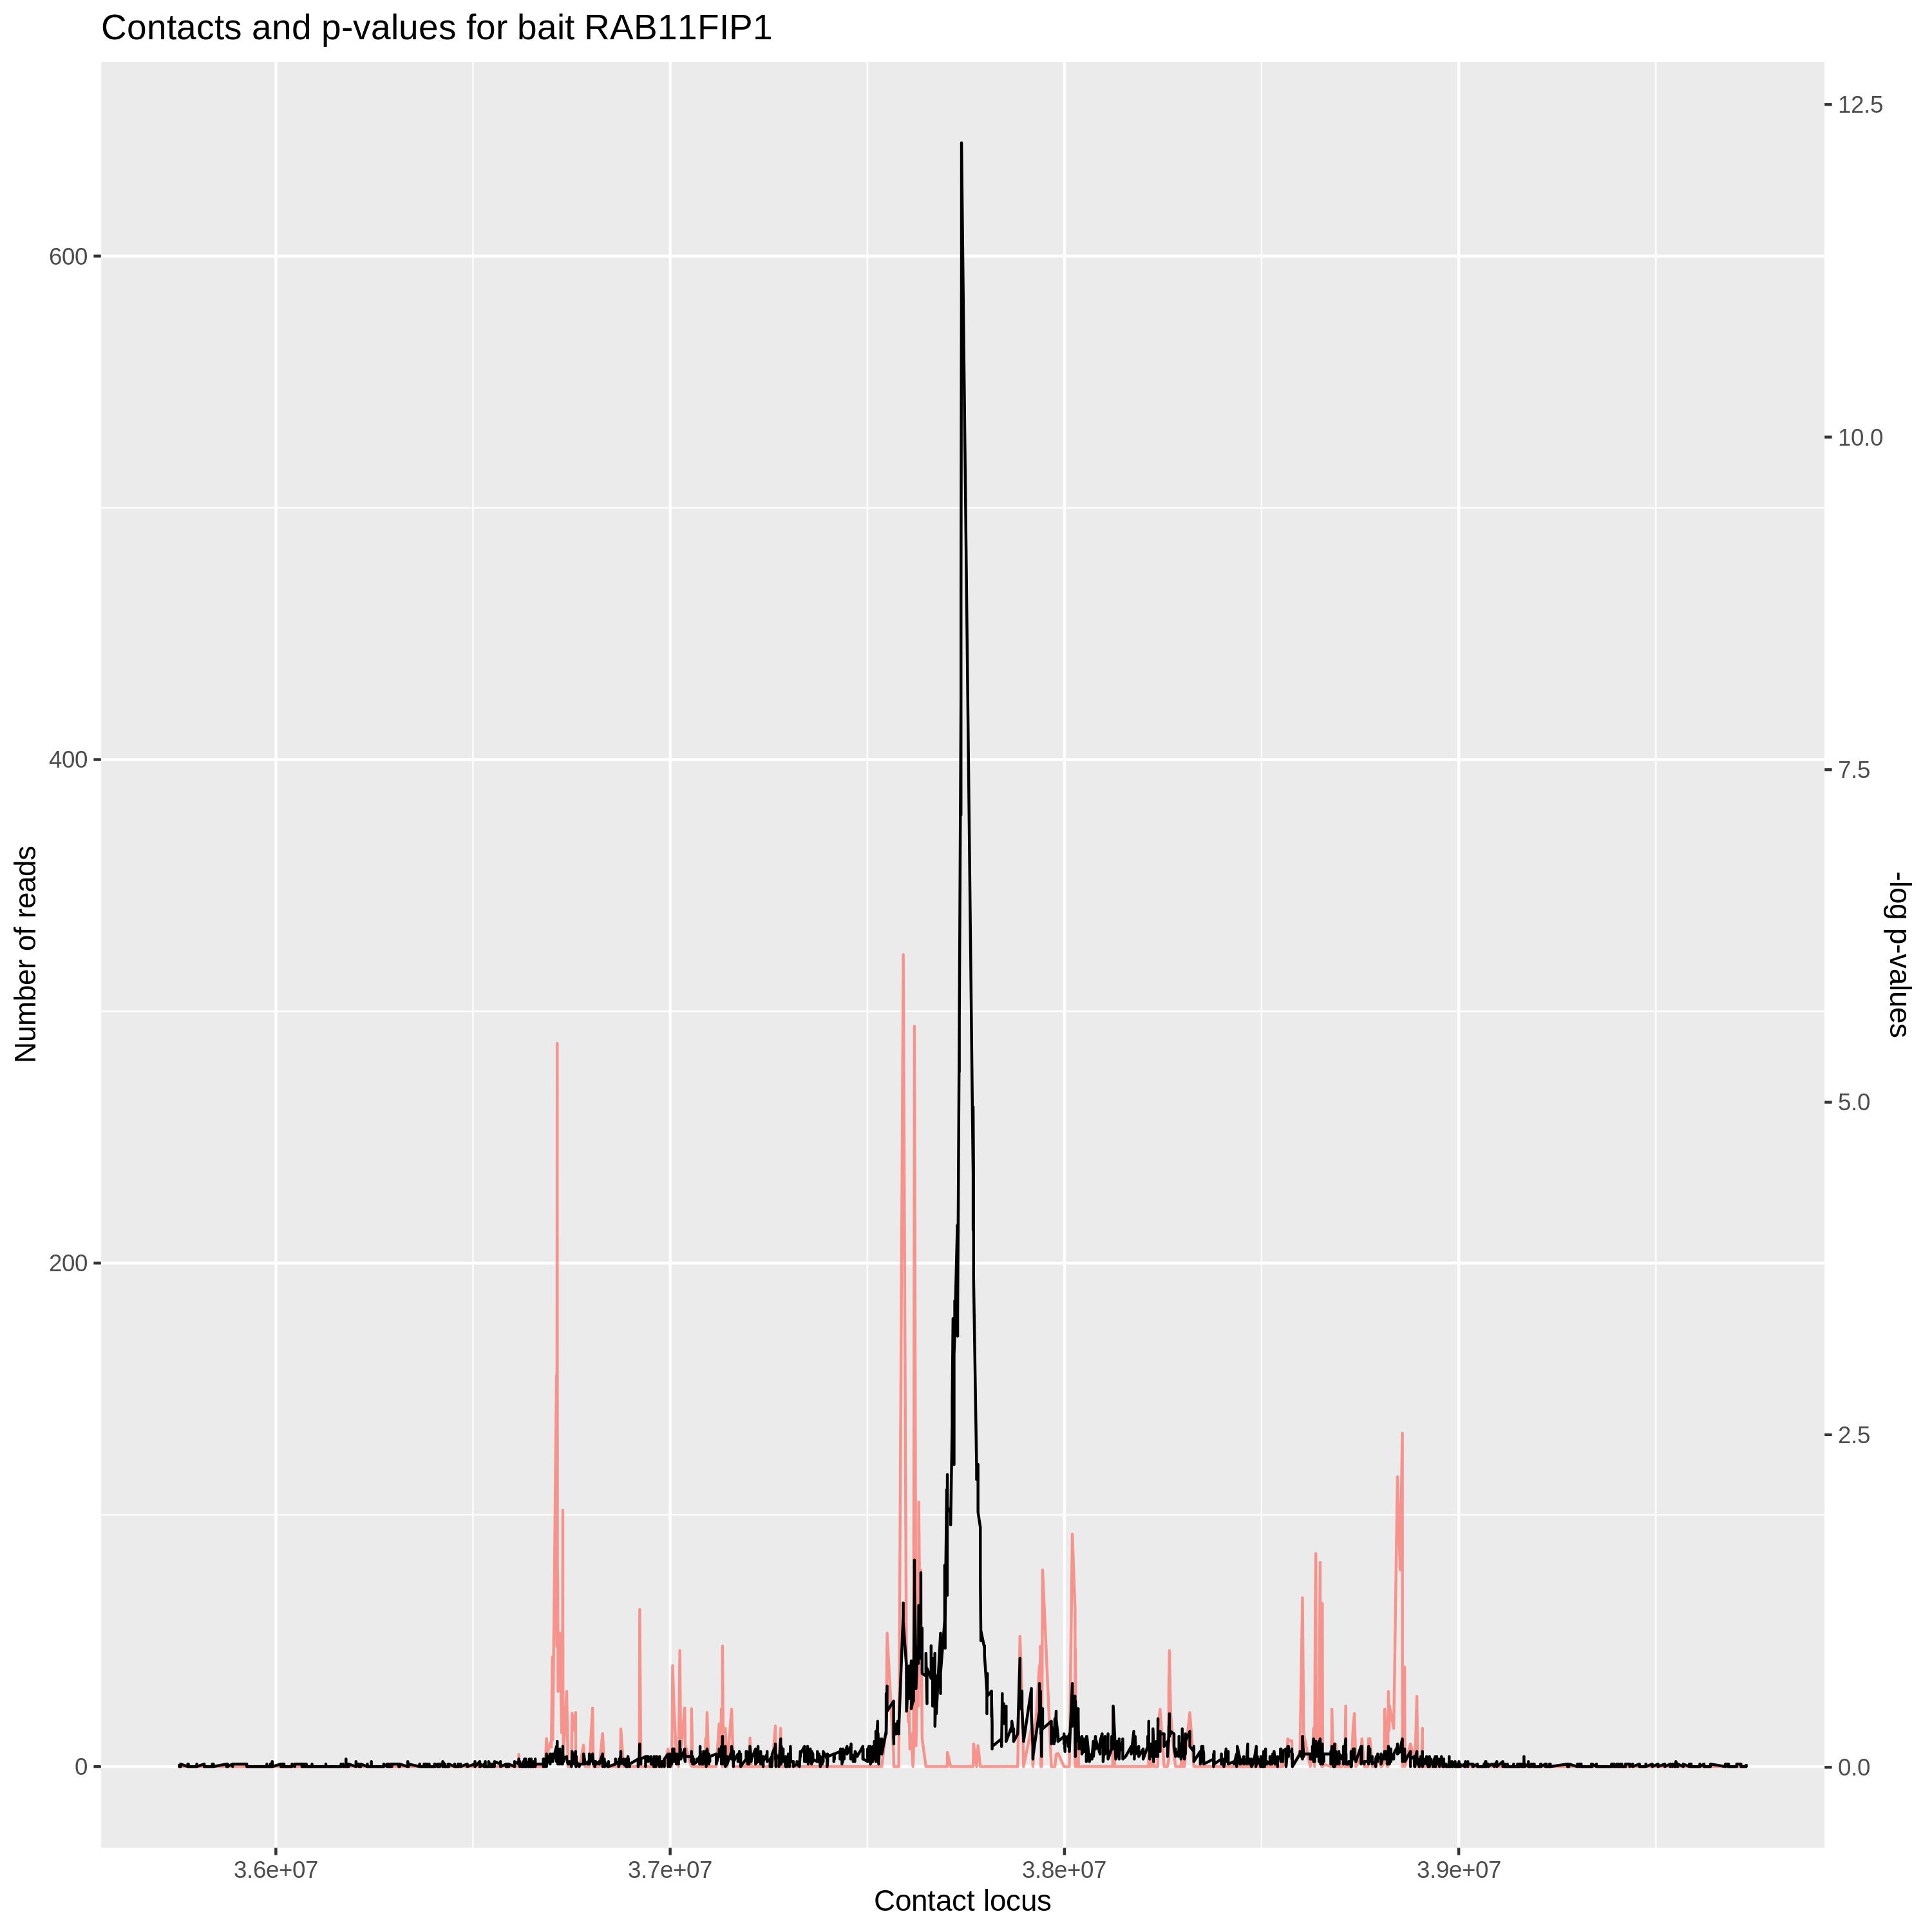 Contacts and p-values for bait RAB11FIP1
600
400
200
0
12.5
10.0
7.5
5.0
2.5
0.0
Number of reads
-log p-values
3.6e+07
3.7e+07
3.8e+07
3.9e+07
Contact locus